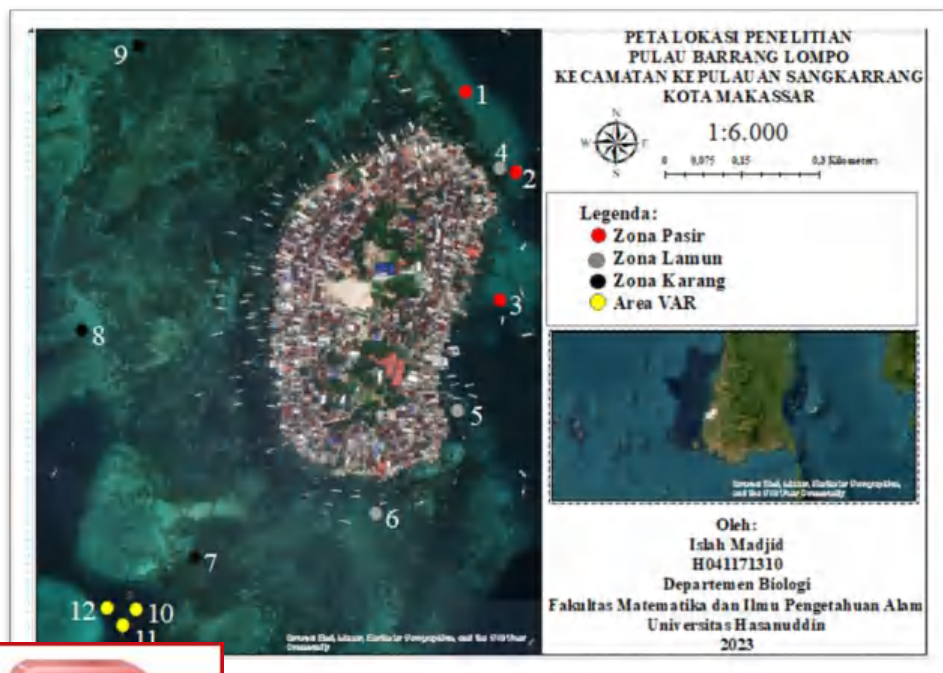 9
1
4
2
3
8
5
6
7
12
10
11
PETA LOKASI PENELITIAN
PULAU BARRANG LOMPO
KECAMATAN KEPULAUAN SANGKARRANG
KOTA MAKASSAR
N
W
E
S
1:6.000
0 0,075 0,15 0,3 Kilometers
Legenda:
Zona Pasir
Zona Lamun
Zona Karang
Area VAR
Oleh:
Islah Madjid
H041171310
Departemen Biologi
Fakultas Matematika dan Ilmu Pengetahuan Alam
Universitas Hasanuddin
2023